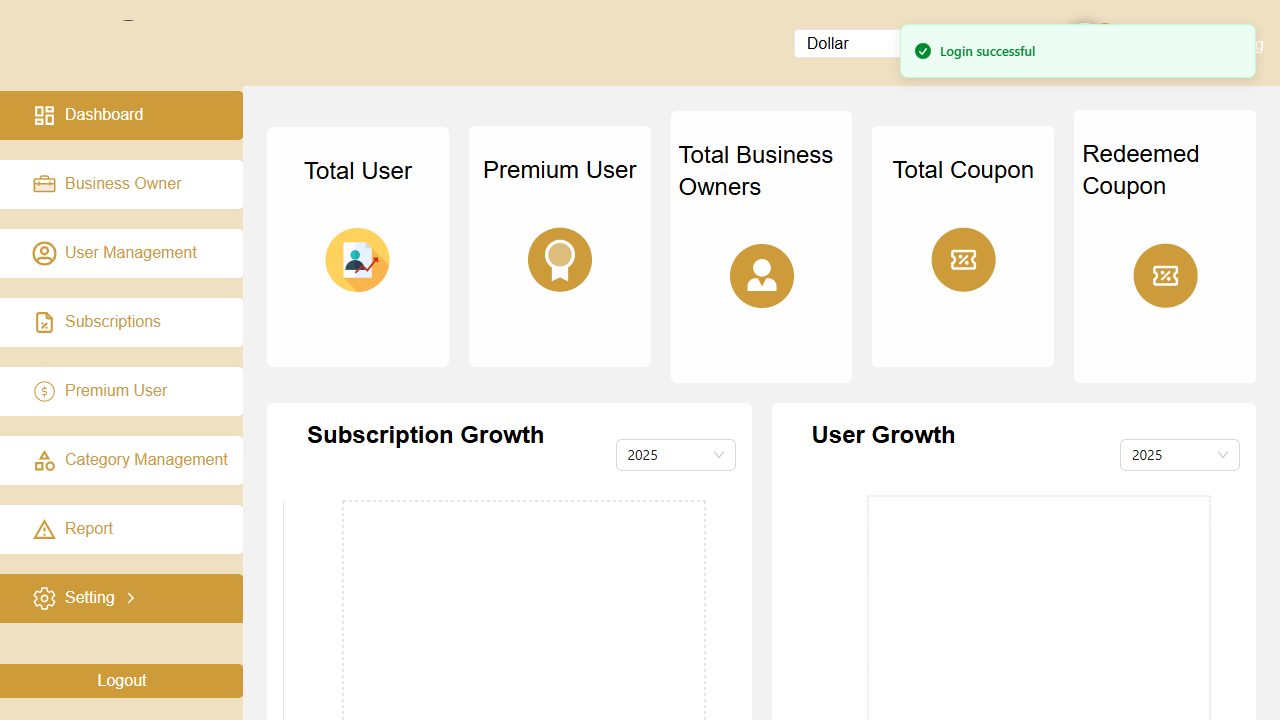 Dollar
Login successful
Dashboard
Business Owner
User Management
Subscriptions
Premium User
Category Management
Report
Setting
Logout
Total User
Premium User
Total Business
Owners
Total Coupon
Redeemed
Coupon
Subscription Growth
2025
User Growth
2025